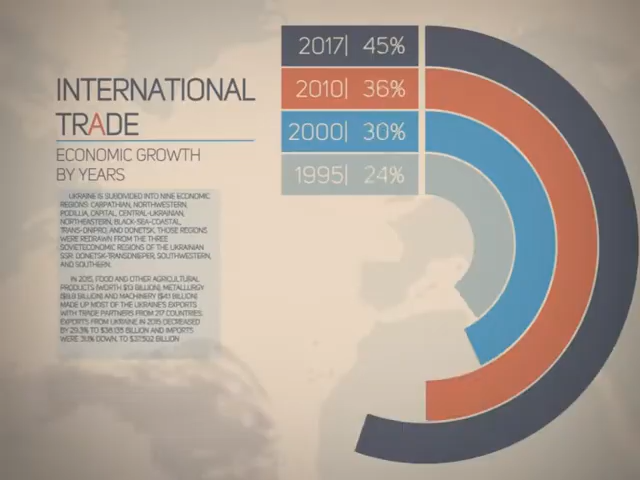 INTERNATIONAL
TRADE
ECONOMIC GROWTH
BY YEARS
UKRAINE IS SUBDIVIDED INTO NINE ECONOMIC
REGIONS: CARPATHIAN, NORTHWESTERN,
PODILLIA, CAPITAL, CENTRAL-UKRAINIAN,
NORTHEASTERN, BLACK-SEA-COASTAL,
TRANS-DNIPRO, AND DONETSK. THOSE REGIONS
WERE REDRAWN FROM THE THREE
SOVIETECONOMIC REGIONS OF THE UKRAINIAN
SSR: DONETSK-TRANSDNIEPER, SOUTHWESTERN,
AND SOUTHERN.
IN 2015, FOOD AND OTHER AGRICULTURAL
PRODUCTS (WORTH $13 BILLION), METALLURGY
($9.9 BILLION) AND MACHINERY ($4.1 BILLION)
MADE UP MOST OF THE UKRAINE'S EXPORTS
WITH TRADE PARTNERS FROM 217 COUNTRIES.
EXPORTS FROM UKRAINE IN 2015 DECREASED
BY 29.3% TO $38.135 BILLION AND IMPORTS
WERE DOWN, TO $37.502 BILLION
2017| 45%
2010| 36%
2000| 30%
1995| 24%